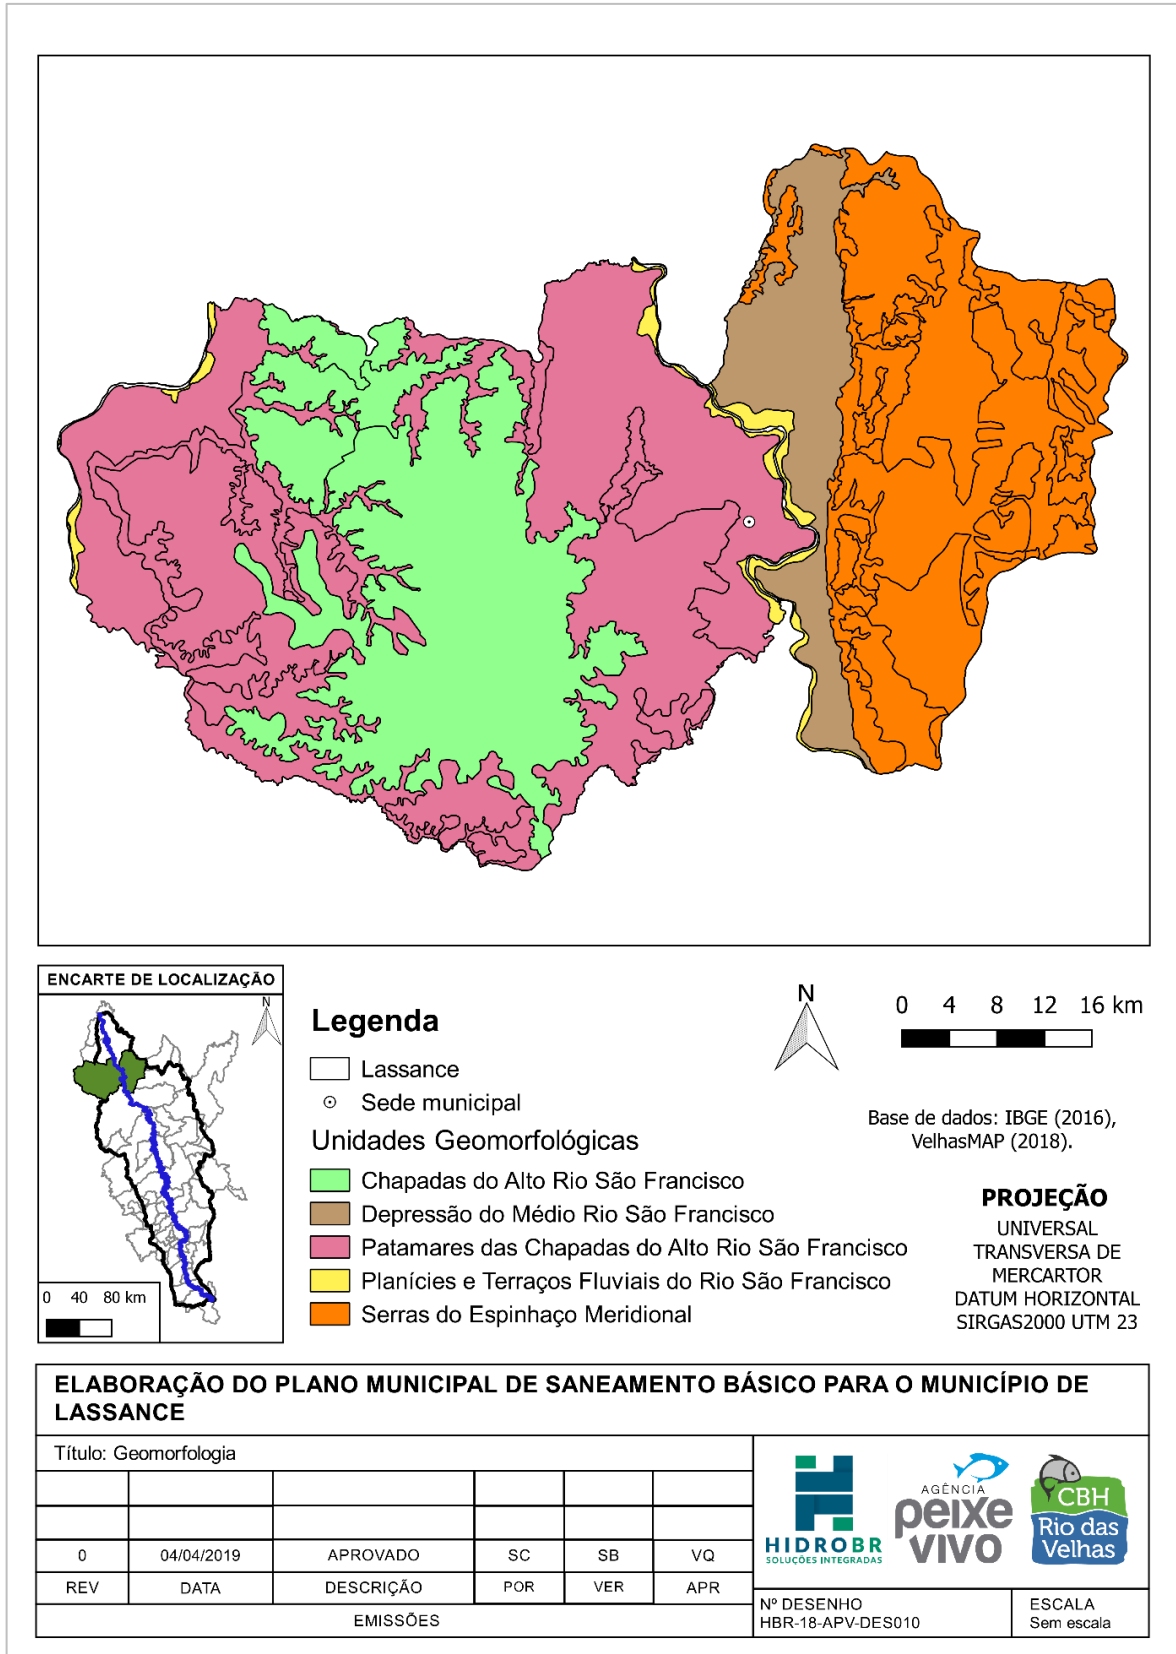 N
ENCARTE DE LOCALIZAÇÃO
N
0 40 80 km
Legenda
Lassance
Sede municipal
Unidades Geomorfológicas
Chapadas do Alto Rio São Francisco
Depressão do Médio Rio São Francisco
Patamares das Chapadas do Alto Rio São Francisco
Planícies e Terraços Fluviais do Rio São Francisco
Serras do Espinhaço Meridional
0 4 8 12 16 km
Base de dados: IBGE (2016),
VelhasMAP (2018).
PROJEÇÃO
UNIVERSAL
TRANSVERSA DE
MERCARTOR
DATUM HORIZONTAL
SIRGAS2000 UTM 23
ELABORAÇÃO DO PLANO MUNICIPAL DE SANEAMENTO BÁSICO PARA O MUNICÍPIO DE
LASSANCE
Título: Geomorfologia
0 04/04/2019 APROVADO SC SB VQ
REV DATA DESCRIÇÃO POR VER APR
EMISSÕES
HIDROBR
SOLUÇÕES INTEGRADAS
AGÊNCIA
peixe
vivo
CBH
Rio das
Velhas
Nº DESENHO
HBR-18-APV-DES010
ESCALA
Sem escala